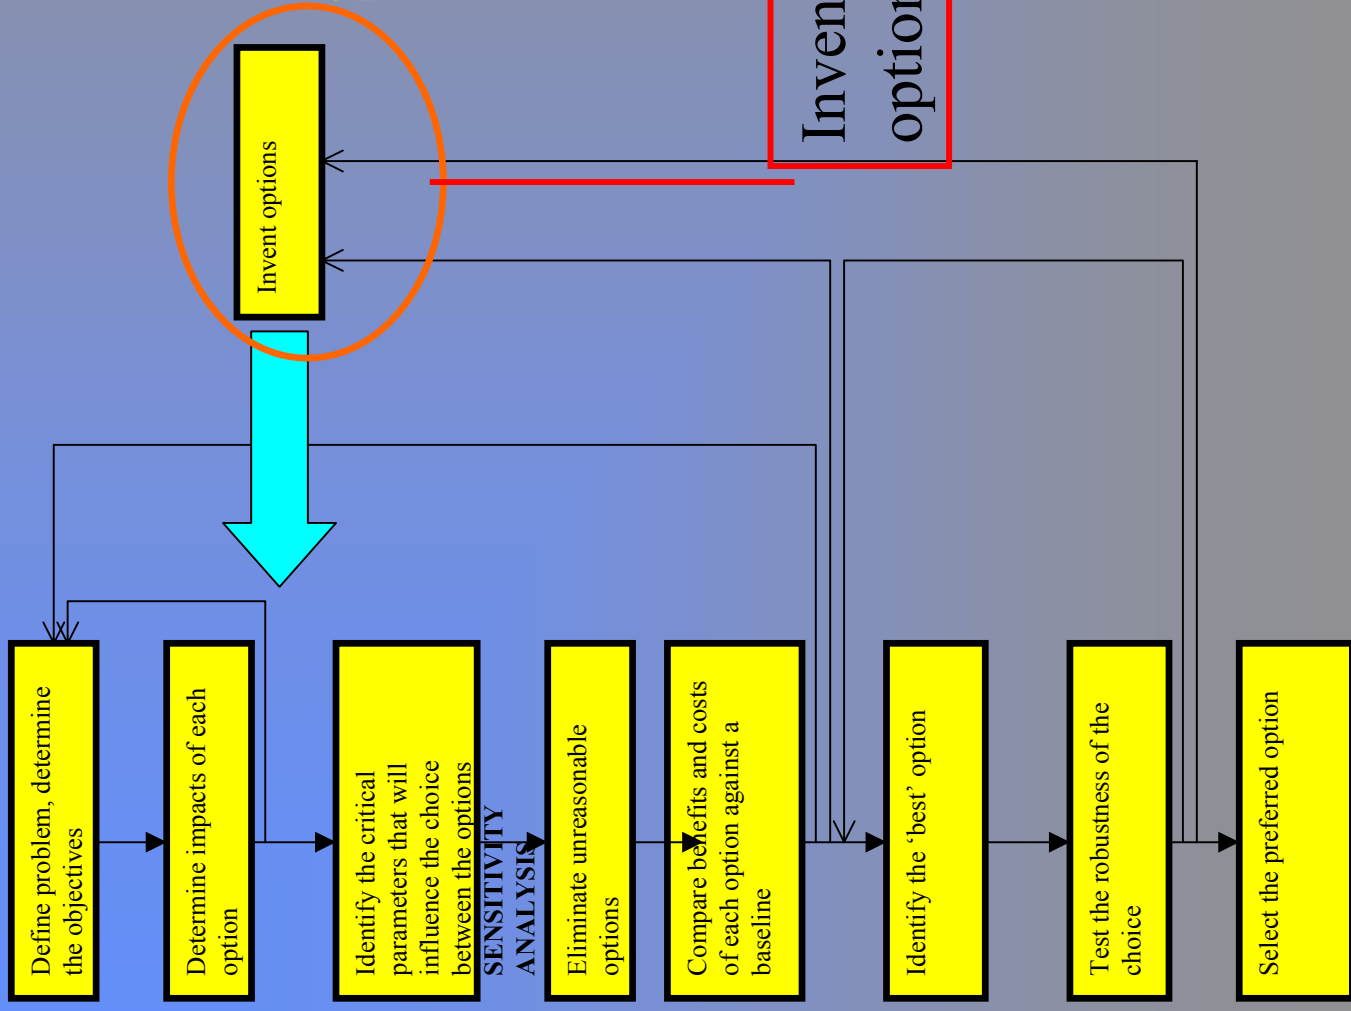 Define problem, determine
the objectives
Determine impacts of each
option
Identify the critical
parameters that will
influence the choice
between the options
SENSITIVITY
ANALYSIS
Eliminate unreasonable
options
Compare benefits and costs
of each option against a
baseline
Identify the ‘best’ option
Test the robustness of the
choice
Select the preferred option
Invent options
Inven
option